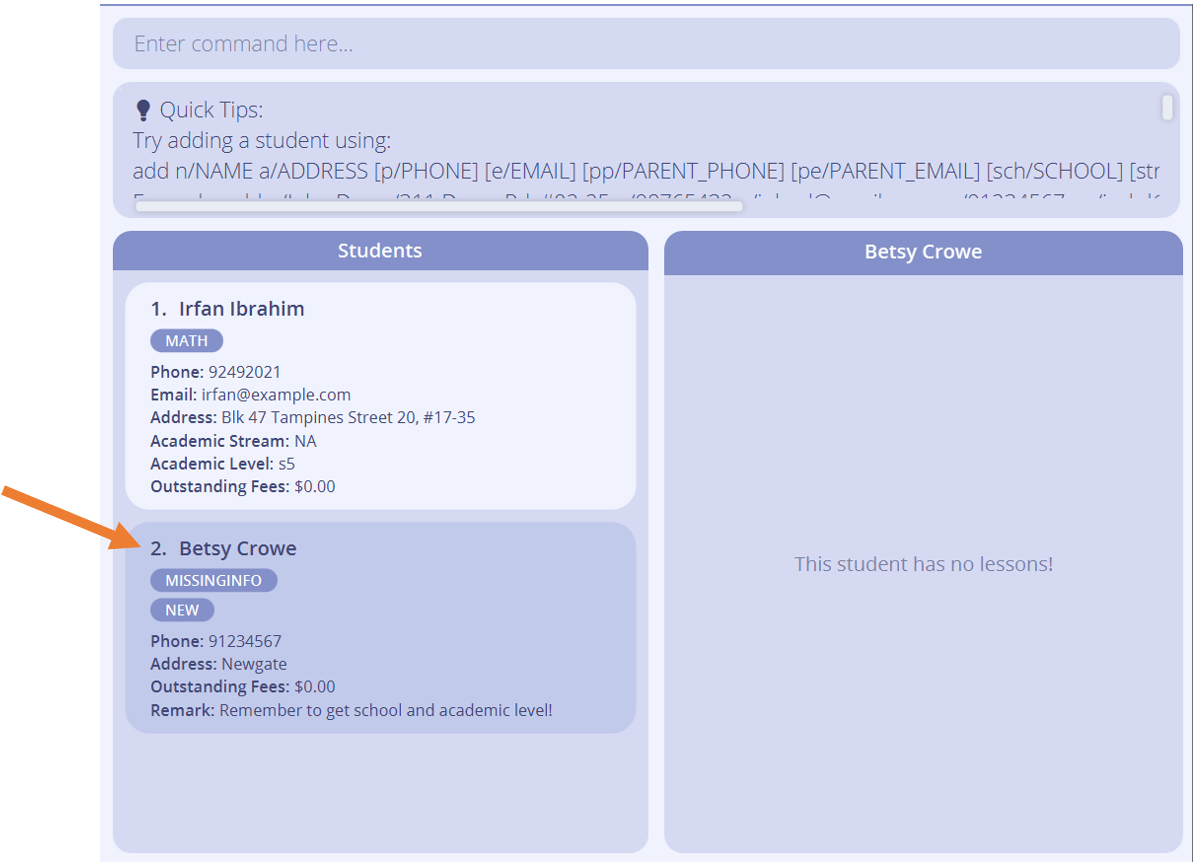 Enter command here...
Quick Tips:
Try adding a student using:
add n/NAME a/ADDRESS [p/PHONE] [e/EMAIL] [pp/PARENT_PHONE] [pe/PARENT_EMAIL] [sch/SCHOOL] [str
Students
1. Irfan Ibrahim
MATH
Phone: 92492021
Email: irfan@example.com
Address: Blk 47 Tampines Street 20, #17-35
Academic Stream: NA
Academic Level: s5
Outstanding Fees: $0.00
2. Betsy Crowe
MISSINGINFO
NEW
Phone: 91234567
Address: Newgate
Outstanding Fees: $0.00
Remark: Remember to get school and academic level!
Betsy Crowe
This student has no lessons!